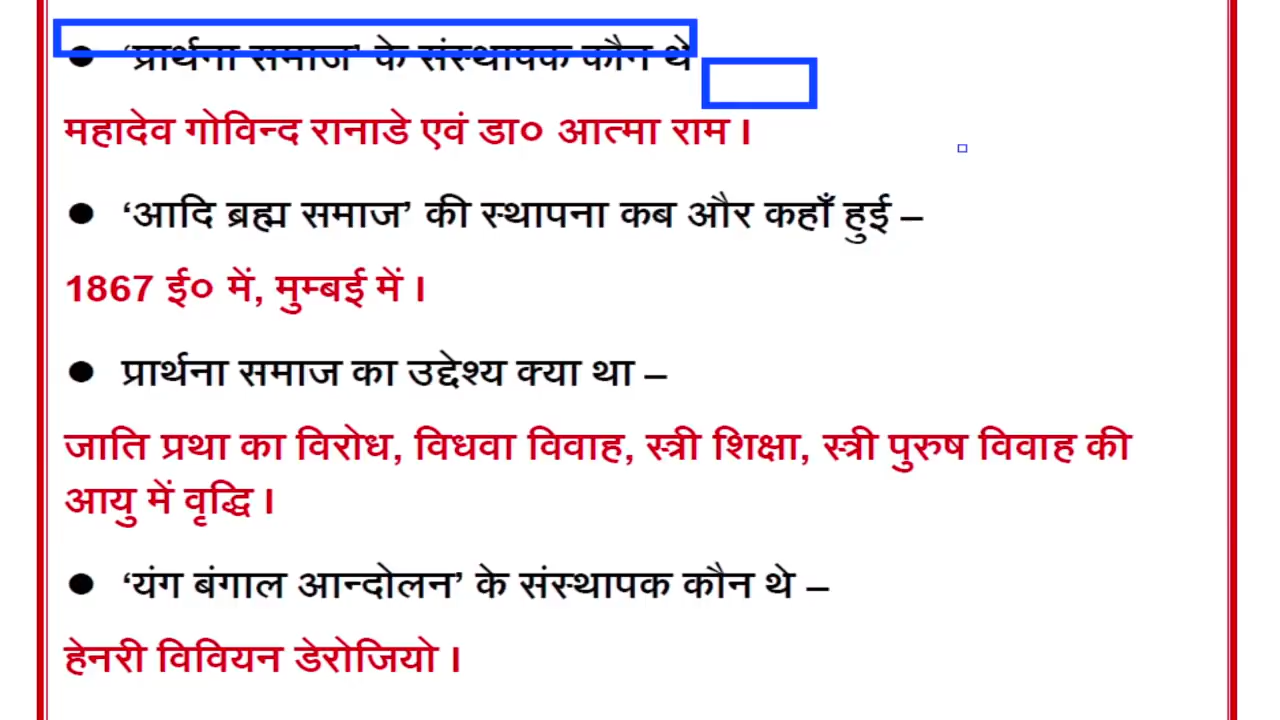 ● ‘प्रार्थना समाज’ के संस्थापक कौन थे
महादेव गोविन्द रानाडे एवं डा० आत्मा राम।
● ‘आदि ब्रह्म समाज’ की स्थापना कब और कहाँ हुई –
1867 ई० में, मुम्बई में।
● प्रार्थना समाज का उद्देश्य क्या था –
जाति प्रथा का विरोध, विधवा विवाह, स्त्री शिक्षा, स्त्री पुरुष विवाह की
आयु में वृद्धि।
● ‘यंग बंगाल आन्दोलन’ के संस्थापक कौन थे –
हेनरी विवियन डेरोजियो।